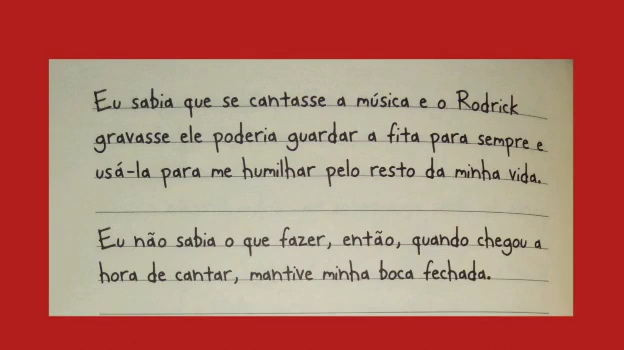 Eu sabia que se cantasse a música e o Rodrick
gravasse ele poderia guardar a fita para sempre e
usá-la para me humilhar pelo resto da minha vida.
Eu não sabia o que fazer, então, quando chegou a
hora de cantar, mantive minha boca fechada.